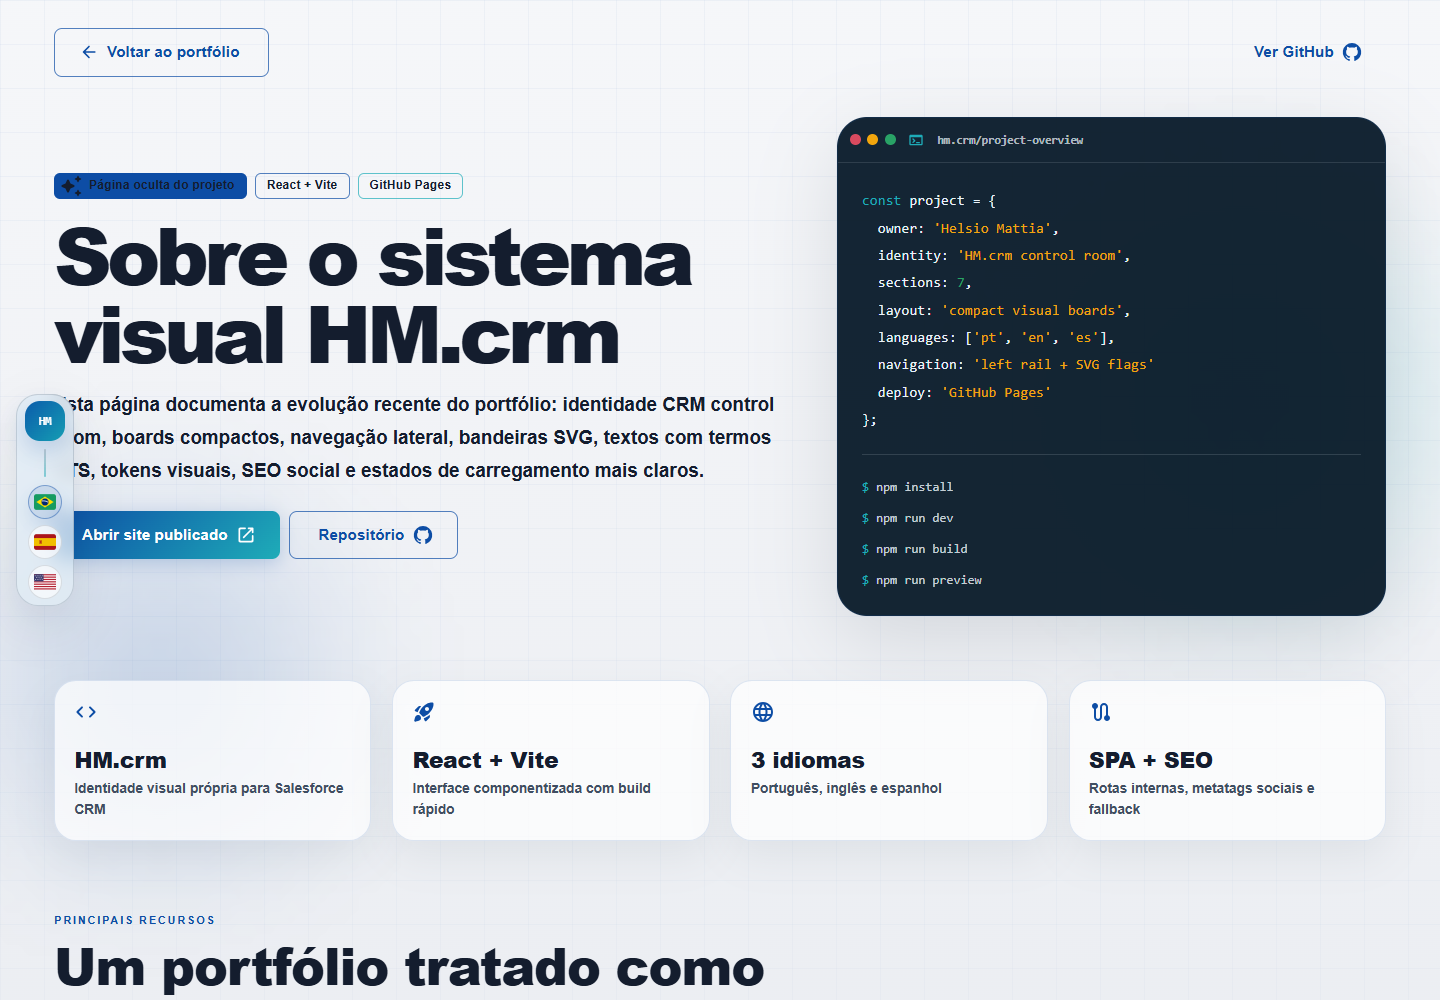 Voltar ao portfólio
Ver GitHub
Página oculta do projeto
React + Vite
GitHub Pages
Sobre o sistema
visual HM.crm
sta página documenta a evolução recente do portfólio: identidade CRM control
om, boards compactos, navegação lateral, bandeiras SVG, textos com termos
TS, tokens visuais, SEO social e estados de carregamento mais claros.
HM
Abrir site publicado
Repositório
hm.crm/project-overview
const project = {
owner: 'Helsio Mattia',
identity: 'HM.crm control room',
sections: 7,
layout: 'compact visual boards',
languages: ['pt', 'en', 'es'],
navigation: 'left rail + SVG flags'
deploy: 'GitHub Pages'
};
$ npm install
$ npm run dev
$ npm run build
$ npm run preview
HM.crm
Identidade visual própria para Salesforce
CRM
React + Vite
Interface componentizada com build
rápido
3 idiomas
Português, inglês e espanhol
SPA + SEO
Rotas internas, metatags sociais e
fallback
PRINCIPAIS RECURSOS
Um portfólio tratado como